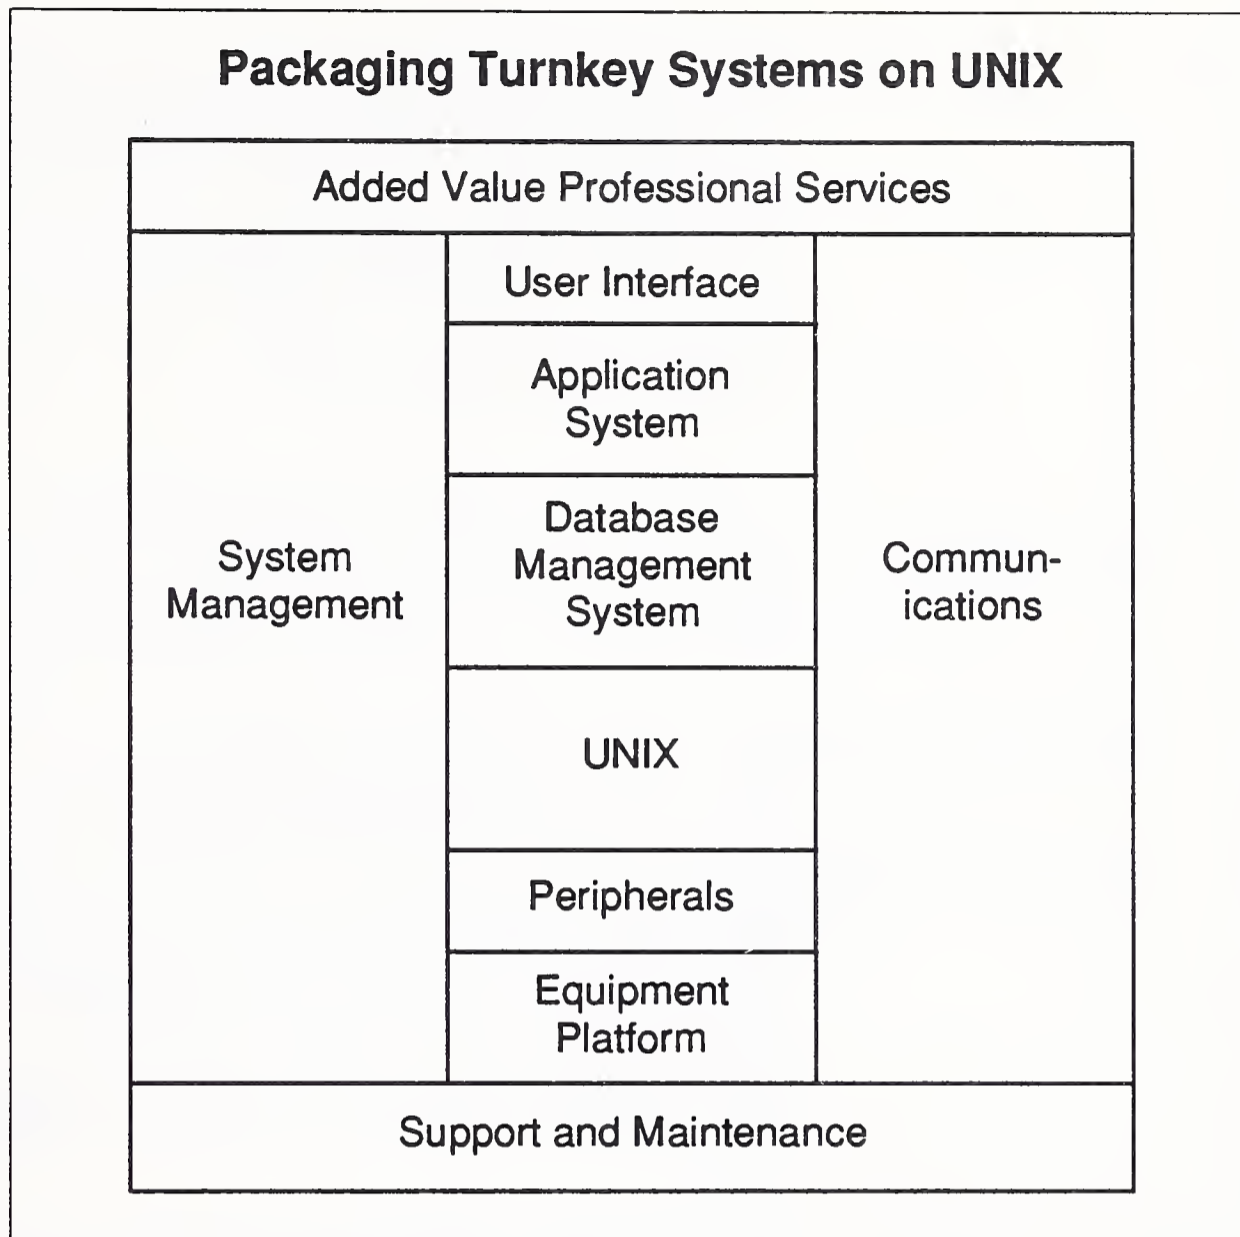 Packaging Turnkey Systems on UNIX
Added Value Professional Services
User Interface
Application
System
Database
Management
System
System
Management
Commun-
ications
UNIX
Peripherals
Equipment
Platform
Support and Maintenance